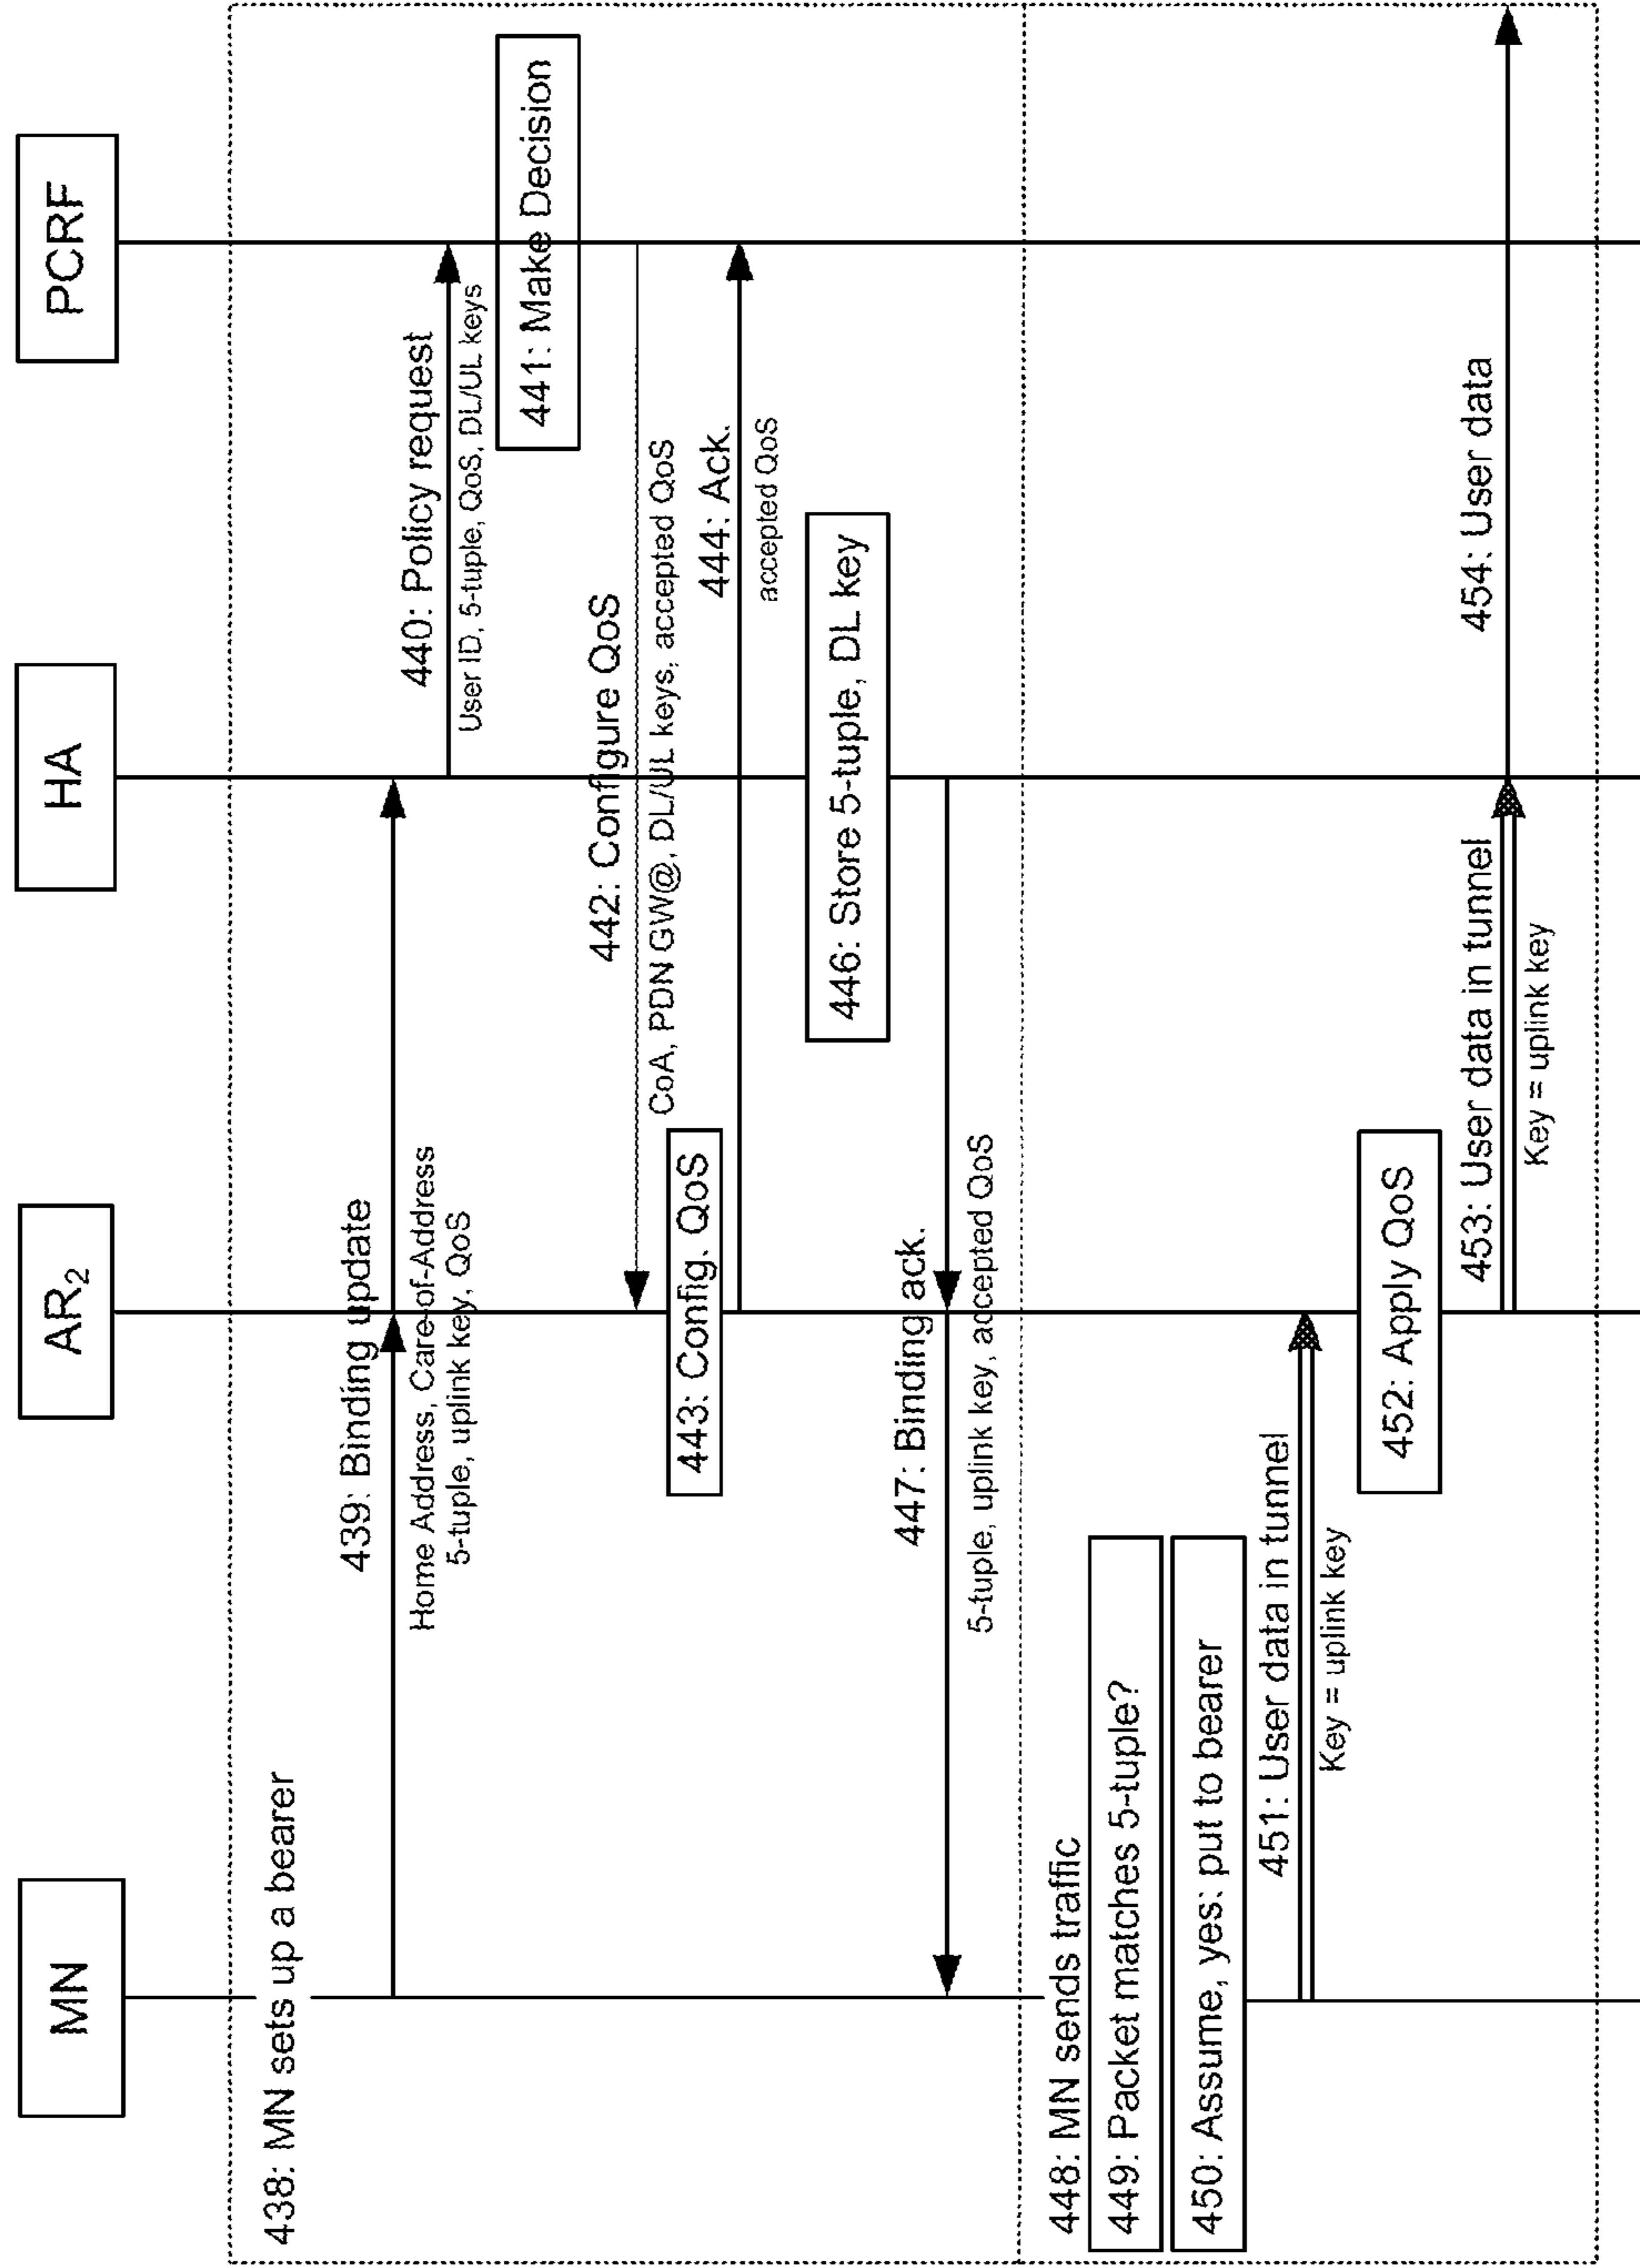 MN
AR2
HA
PCRF
438: MN sets up a bearer
439: Binding update
Home Address, Care-of-Address
5-tuple, uplink key, QoS
440: Policy request
User ID, 5-tuple, QoS, DL/UL keys
441: Make Decision
442: Configure QoS
CoA, PDN GW@, DL/UL keys, accepted QoS
443: Config. QoS
444: Ack.
accepted QoS
446: Store 5-tuple, DL key
447: Binding ack.
5-tuple, uplink key, accepted QoS
448: MN sends traffic
449: Packet matches 5-tuple?
450: Assume, yes: put to bearer
451: User data in tunnel
Key = uplink key
452: Apply QoS
453: User data in tunnel
Key = uplink key
454: User data